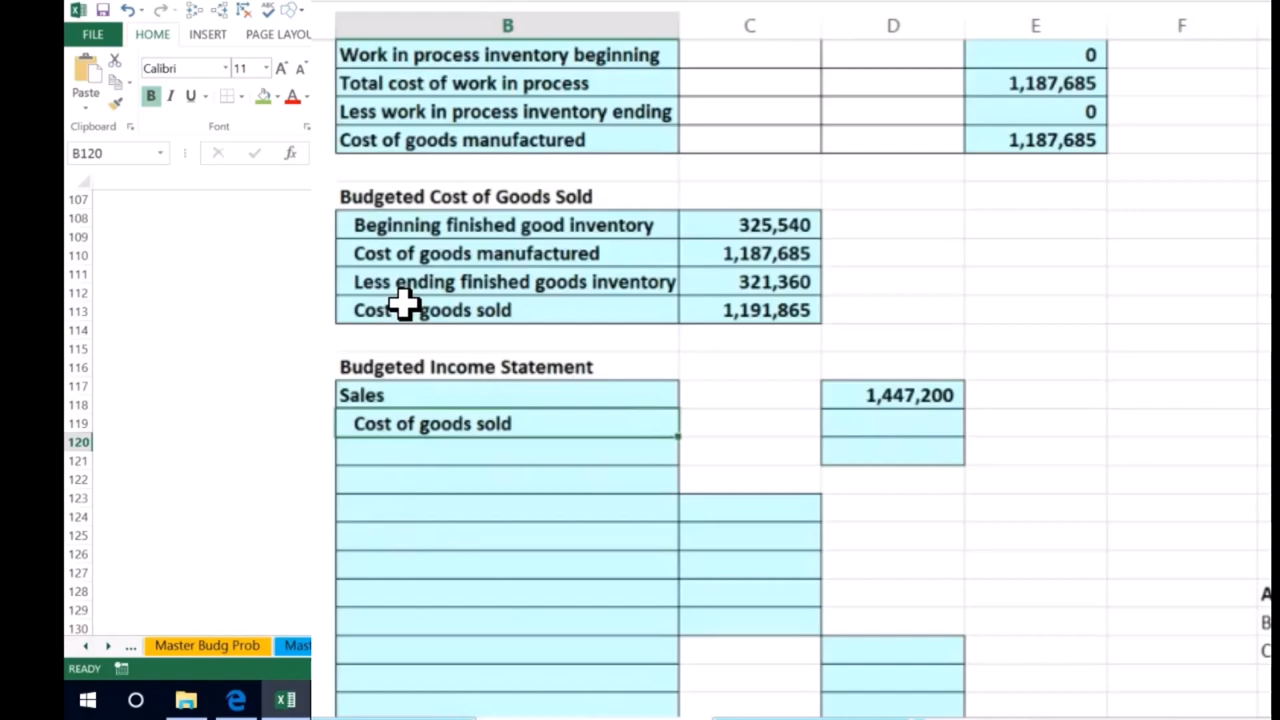 FILE HOME INSERT PAGE LAYOU
Calibri 11 A A
Paste B I U A
Clipboard Font
B120 fx
B C D E F
107
108
109
110
111
112
113
114
115
116
117
118
119
120
121
122
123
124
125
126
127
128
129
130
Work in process inventory beginning 0
Total cost of work in process 1,187,685
Less work in process inventory ending 0
Cost of goods manufactured 1,187,685
Budgeted Cost of Goods Sold
Beginning finished good inventory 325,540
Cost of goods manufactured 1,187,685
Less ending finished goods inventory 321,360
Cost goods sold 1,191,865
Budgeted Income Statement
Sales 1,447,200
Cost of goods sold
A
B
C
... Master Budg Prob Mas
READY